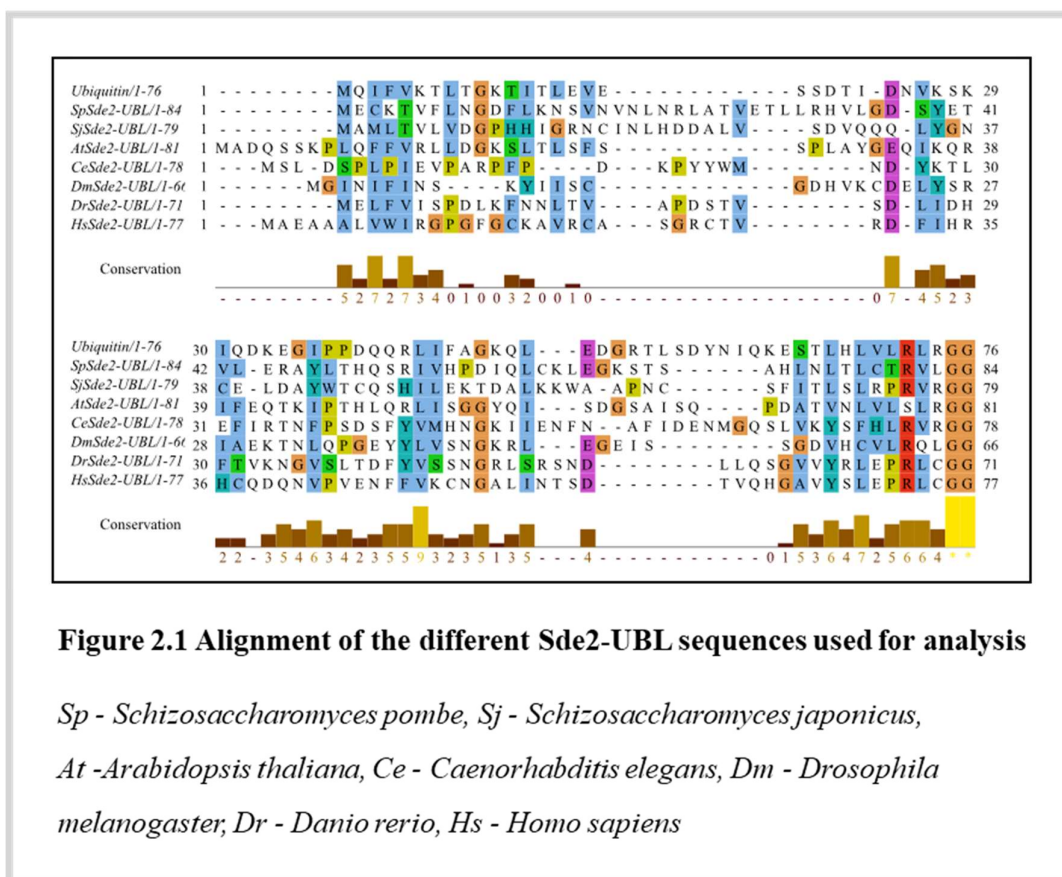 Ubiquitin/1-76 1 - - - - - - - - M Q I F V K T L T G K T I T L E V E - - - - - - - - - - - - - S S D T I - D N V K S K 29
SpSde2-UBL/1-84 1 - - - - - - - - M E C K T V F L N G D F L K N S V N V N L N R L A T V E T L L R H V L G D - S Y E T 41
SjSde2-UBL/1-79 1 - - - - - - - - M A M L T V L V D G P H H I G R N C I N L H D D A L V - - - - S D V Q Q Q - L Y G N 37
AtSde2-UBL/1-81 1 M A D Q S S K P L Q F F V R L L D G K S L T L S F S - - - - - - - - - - - - - - S P L A Y G E Q I K Q R 38
CeSde2-UBL/1-78 1 - - - M S L - D S P L P I E V P A R P F P - - - - D - - - K P Y Y W M - - - - - - - - N D - Y K T L 30
DmSde2-UBL/1-66 1 - - - - - - M G I N I F I N S - - - - K Y I I S C - - - - - - - - - - - - - G D H V K C D E L Y S R 27
DrSde2-UBL/1-71 1 - - - - - - - - M E L F V I S P D L K F N N L T V - - - - A P D S T V - - - - - - - - S D - L I D H 29
HsSde2-UBL/1-77 1 - - - M A E A A A L V W I R G P G F G C K A V R C A - - - S G R C T V - - - - - - - - R D - F I H R 35
Conservation
- - - - - - - - 5 2 7 2 7 3 4 0 1 0 0 3 2 0 0 1 0 - - - - - - - - - - - - - - - - - - 0 7 - 4 5 2 3
Ubiquitin/1-76 30 I Q D K E G I P P D Q Q R L I F A G K Q L - - - E D G R T L S D Y N I Q K E S T L H L V L R L R G G 76
SpSde2-UBL/1-84 42 V L - E R A Y L T H Q S R I V H P D I Q L C K L E G K S T S - - - - - - A H L N L T L C T R V L G G 84
SjSde2-UBL/1-79 38 C E - L D A Y W T C Q S H I L K T D A L K K W A - A P N C - - - - - - - S F I T L S L R P R V R G G 79
AtSde2-UBL/1-81 39 I F E Q T K I P T H L Q R L I S G G Y Q I - - - S D G S A I S Q - - - - P D A T V N L V L S L R G G 81
CeSde2-UBL/1-78 31 E F I R T N F P S D S F Y V M H N G K I I E N F N - - A F I D E N M G Q S L V K Y S F H L R V R G G 78
DmSde2-UBL/1-66 28 I A E K T N L Q P G E Y Y L V S N G K R L - - - E G E I S - - - - - - - S G D V H C V L R Q L G G 66
DrSde2-UBL/1-71 30 F T V K N G V S L T D F Y V S S N G R L S R S N D - - - - - - - - L L Q S G V V Y R L E P R L C G G 71
HsSde2-UBL/1-77 36 H C Q D Q N V P V E N F F V K C N G A L I N T S D - - - - - - - - T V Q H G A V Y S L E P R L C G G 77
Conservation
2 2 - 3 5 4 6 3 4 2 3 5 5 9 3 2 3 5 1 3 5 - - - 4 - - - - - - - - - - - 0 1 5 3 6 4 7 2 5 6 6 4 * *
Figure 2.1 Alignment of the different Sde2-UBL sequences used for analysis
Sp - Schizosaccharomyces pombe, Sj - Schizosaccharomyces japonicus,
At -Arabidopsis thaliana, Ce - Caenorhabditis elegans, Dm - Drosophila
melanogaster, Dr - Danio rerio, Hs - Homo sapiens